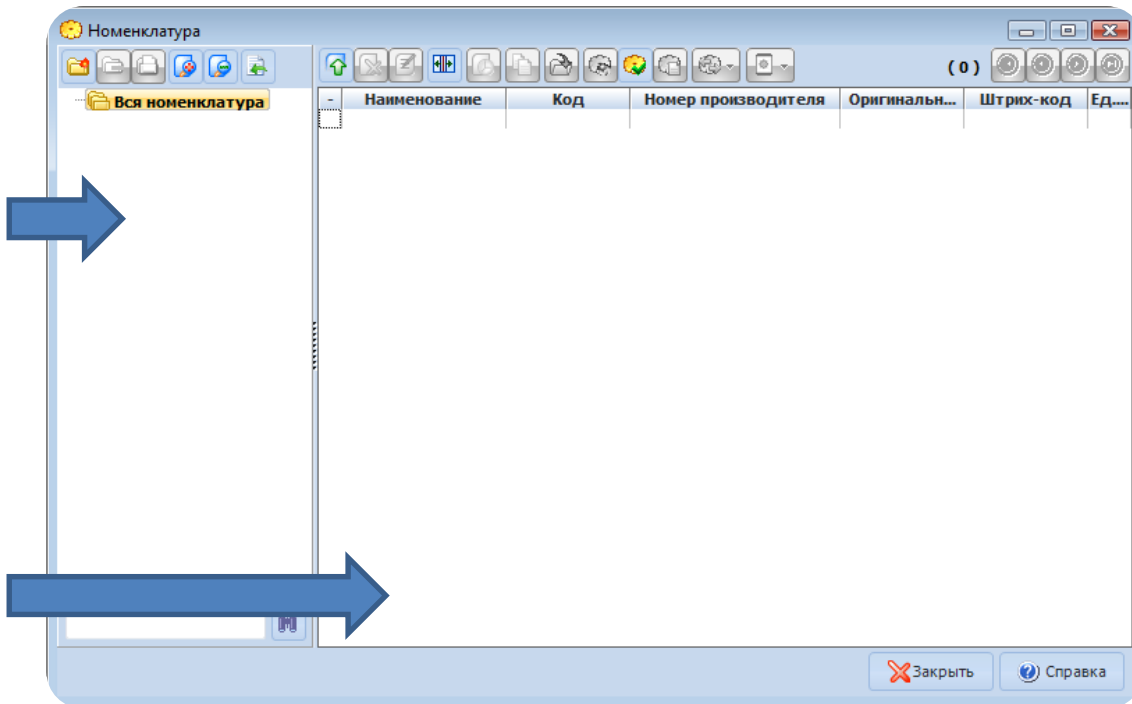 Номенклатура
( 0 )
Вся номенклатура
- Наименование Код Номер производителя Оригинальн... Штрих-код Ед....
Закрыть Справка